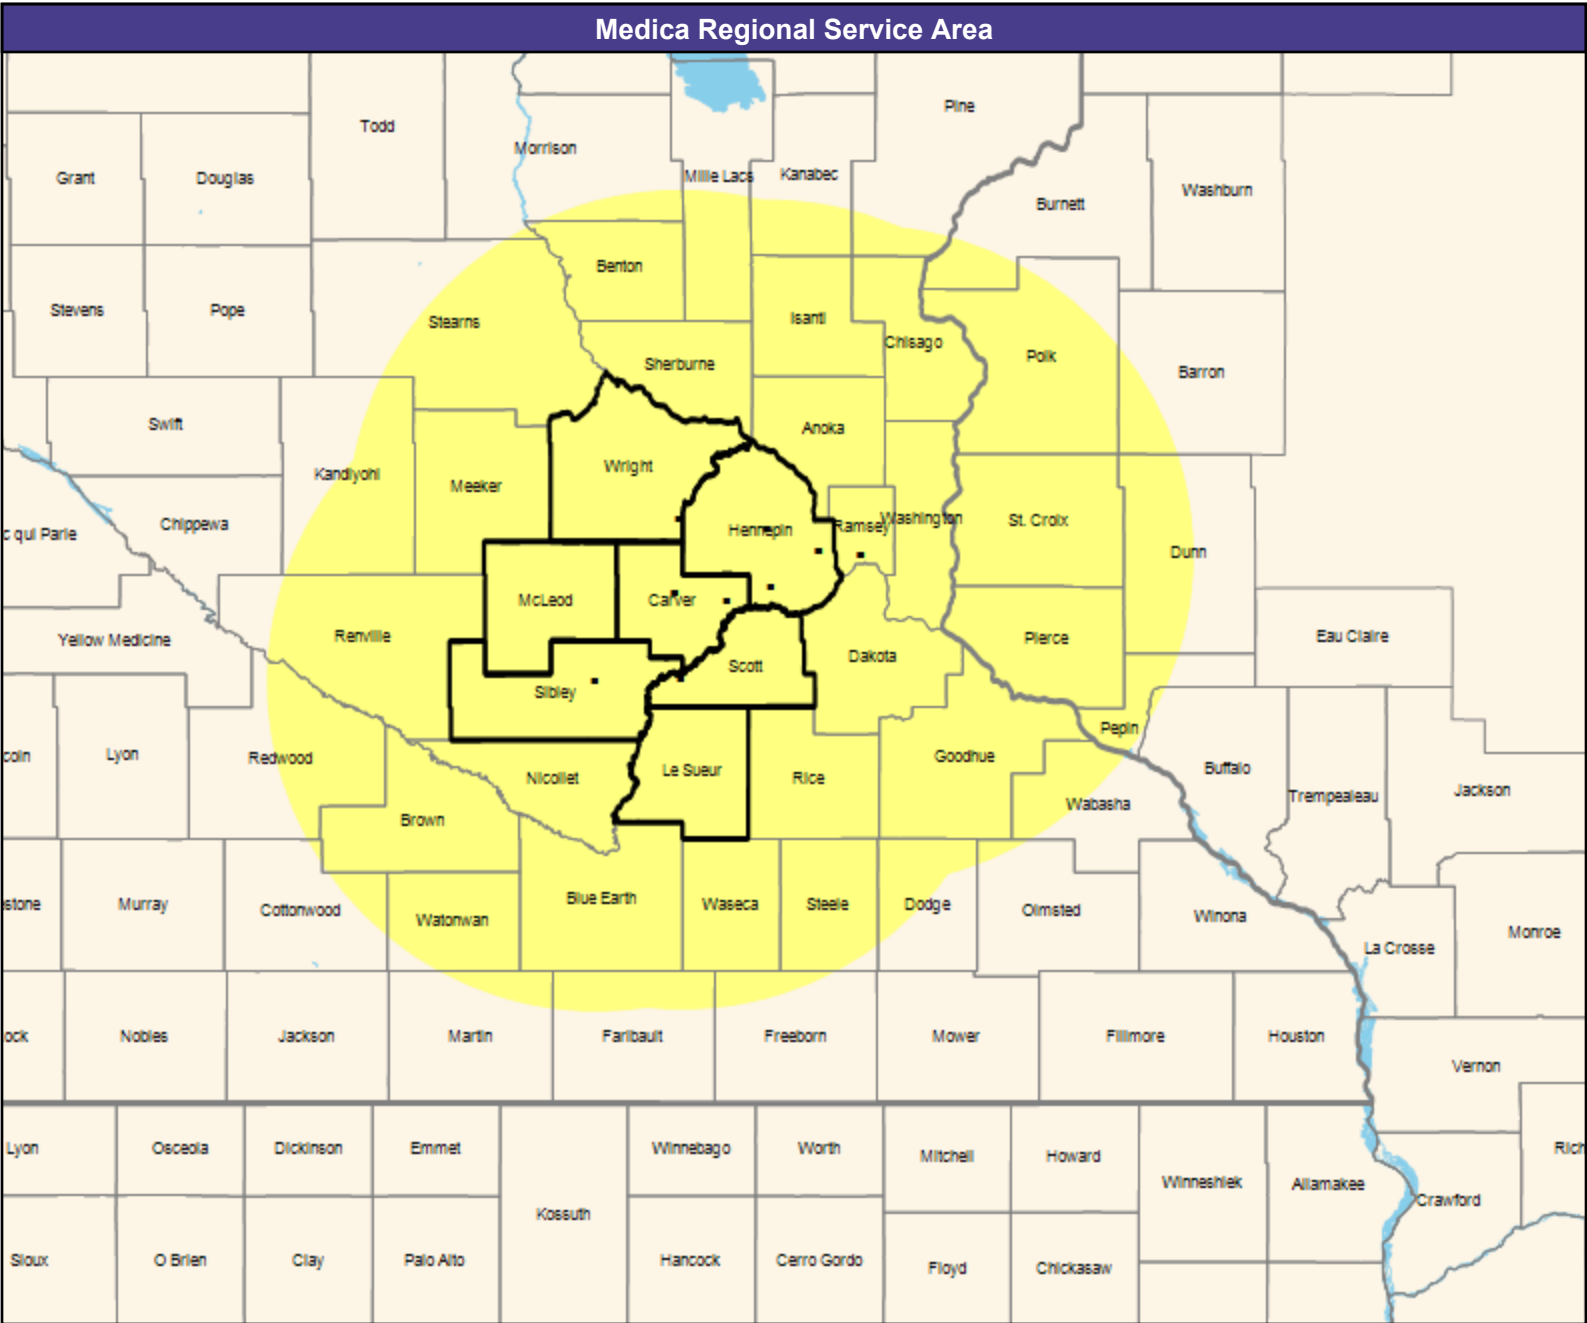 Medica Regional Service Area
Pine
Todd
Morrison
Grant
Douglas
Mille Lacs
Kanabec
Burnett
Washburn
Benton
Stevens
Pope
Stearns
Isanti
Chisago
Polk
Sherburne
Barron
Swift
Anoka
Wright
Kandiyohi
Meeker
Chippewa
Hennepin
Ramsey
Washington
St. Croix
c qui Parle
Dunn
McLeod
Carver
Yellow Medicine
Renville
Pierce
Eau Claire
Scott
Dakota
Sibley
Pepin
coln
Lyon
Redwood
Nicollet
Le Sueur
Rice
Goodhue
Buffalo
Trempealeau
Jackson
Wabasha
Brown
stone
Murray
Cottonwood
Watonwan
Blue Earth
Waseca
Steele
Dodge
Olmsted
Winona
La Crosse
Monroe
ock
Nobles
Jackson
Martin
Faribault
Freeborn
Mower
Fillmore
Houston
Vernon
Lyon
Osceola
Dickinson
Emmet
Winnebago
Worth
Mitchell
Howard
Rich
Winneshiek
Allamakee
Crawford
Kossuth
Sioux
O Brien
Clay
Palo Alto
Hancock
Cerro Gordo
Floyd
Chickasaw